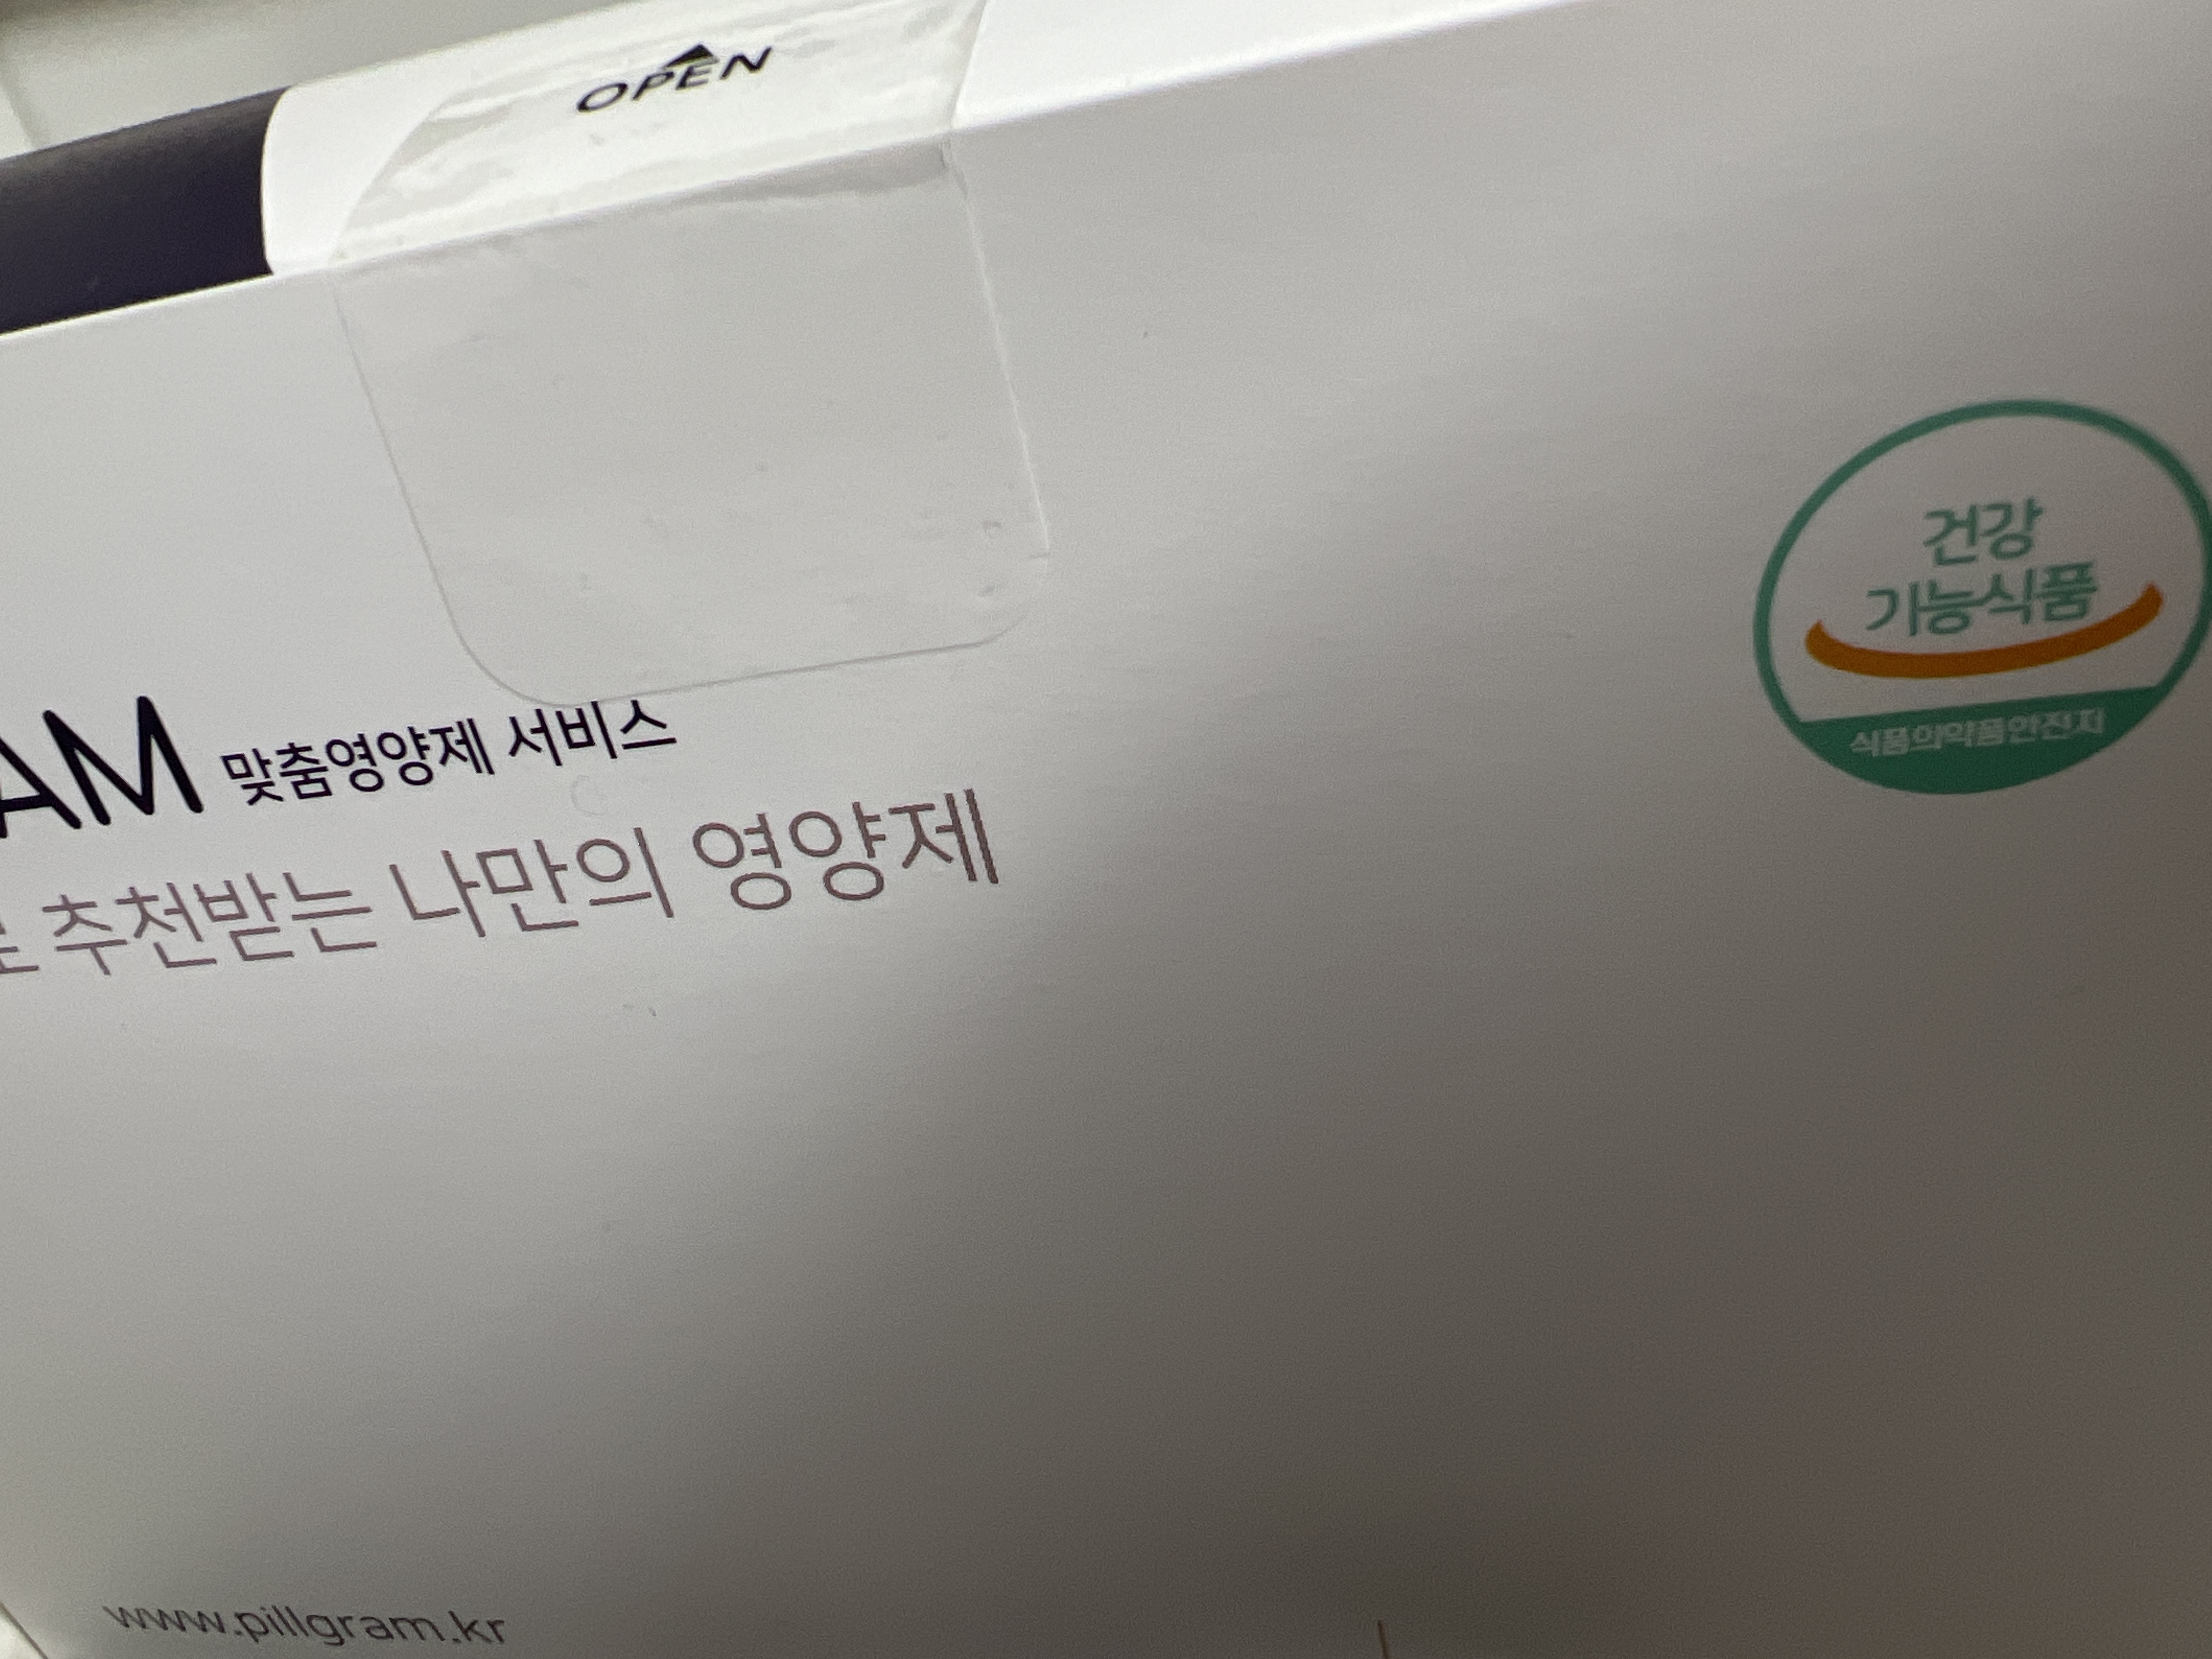 OPEN
건강
기능식품
식품의약품안전처
AM 맞춤영양제 서비스
추천받는 나만의 영양제
www.pillgram.kr